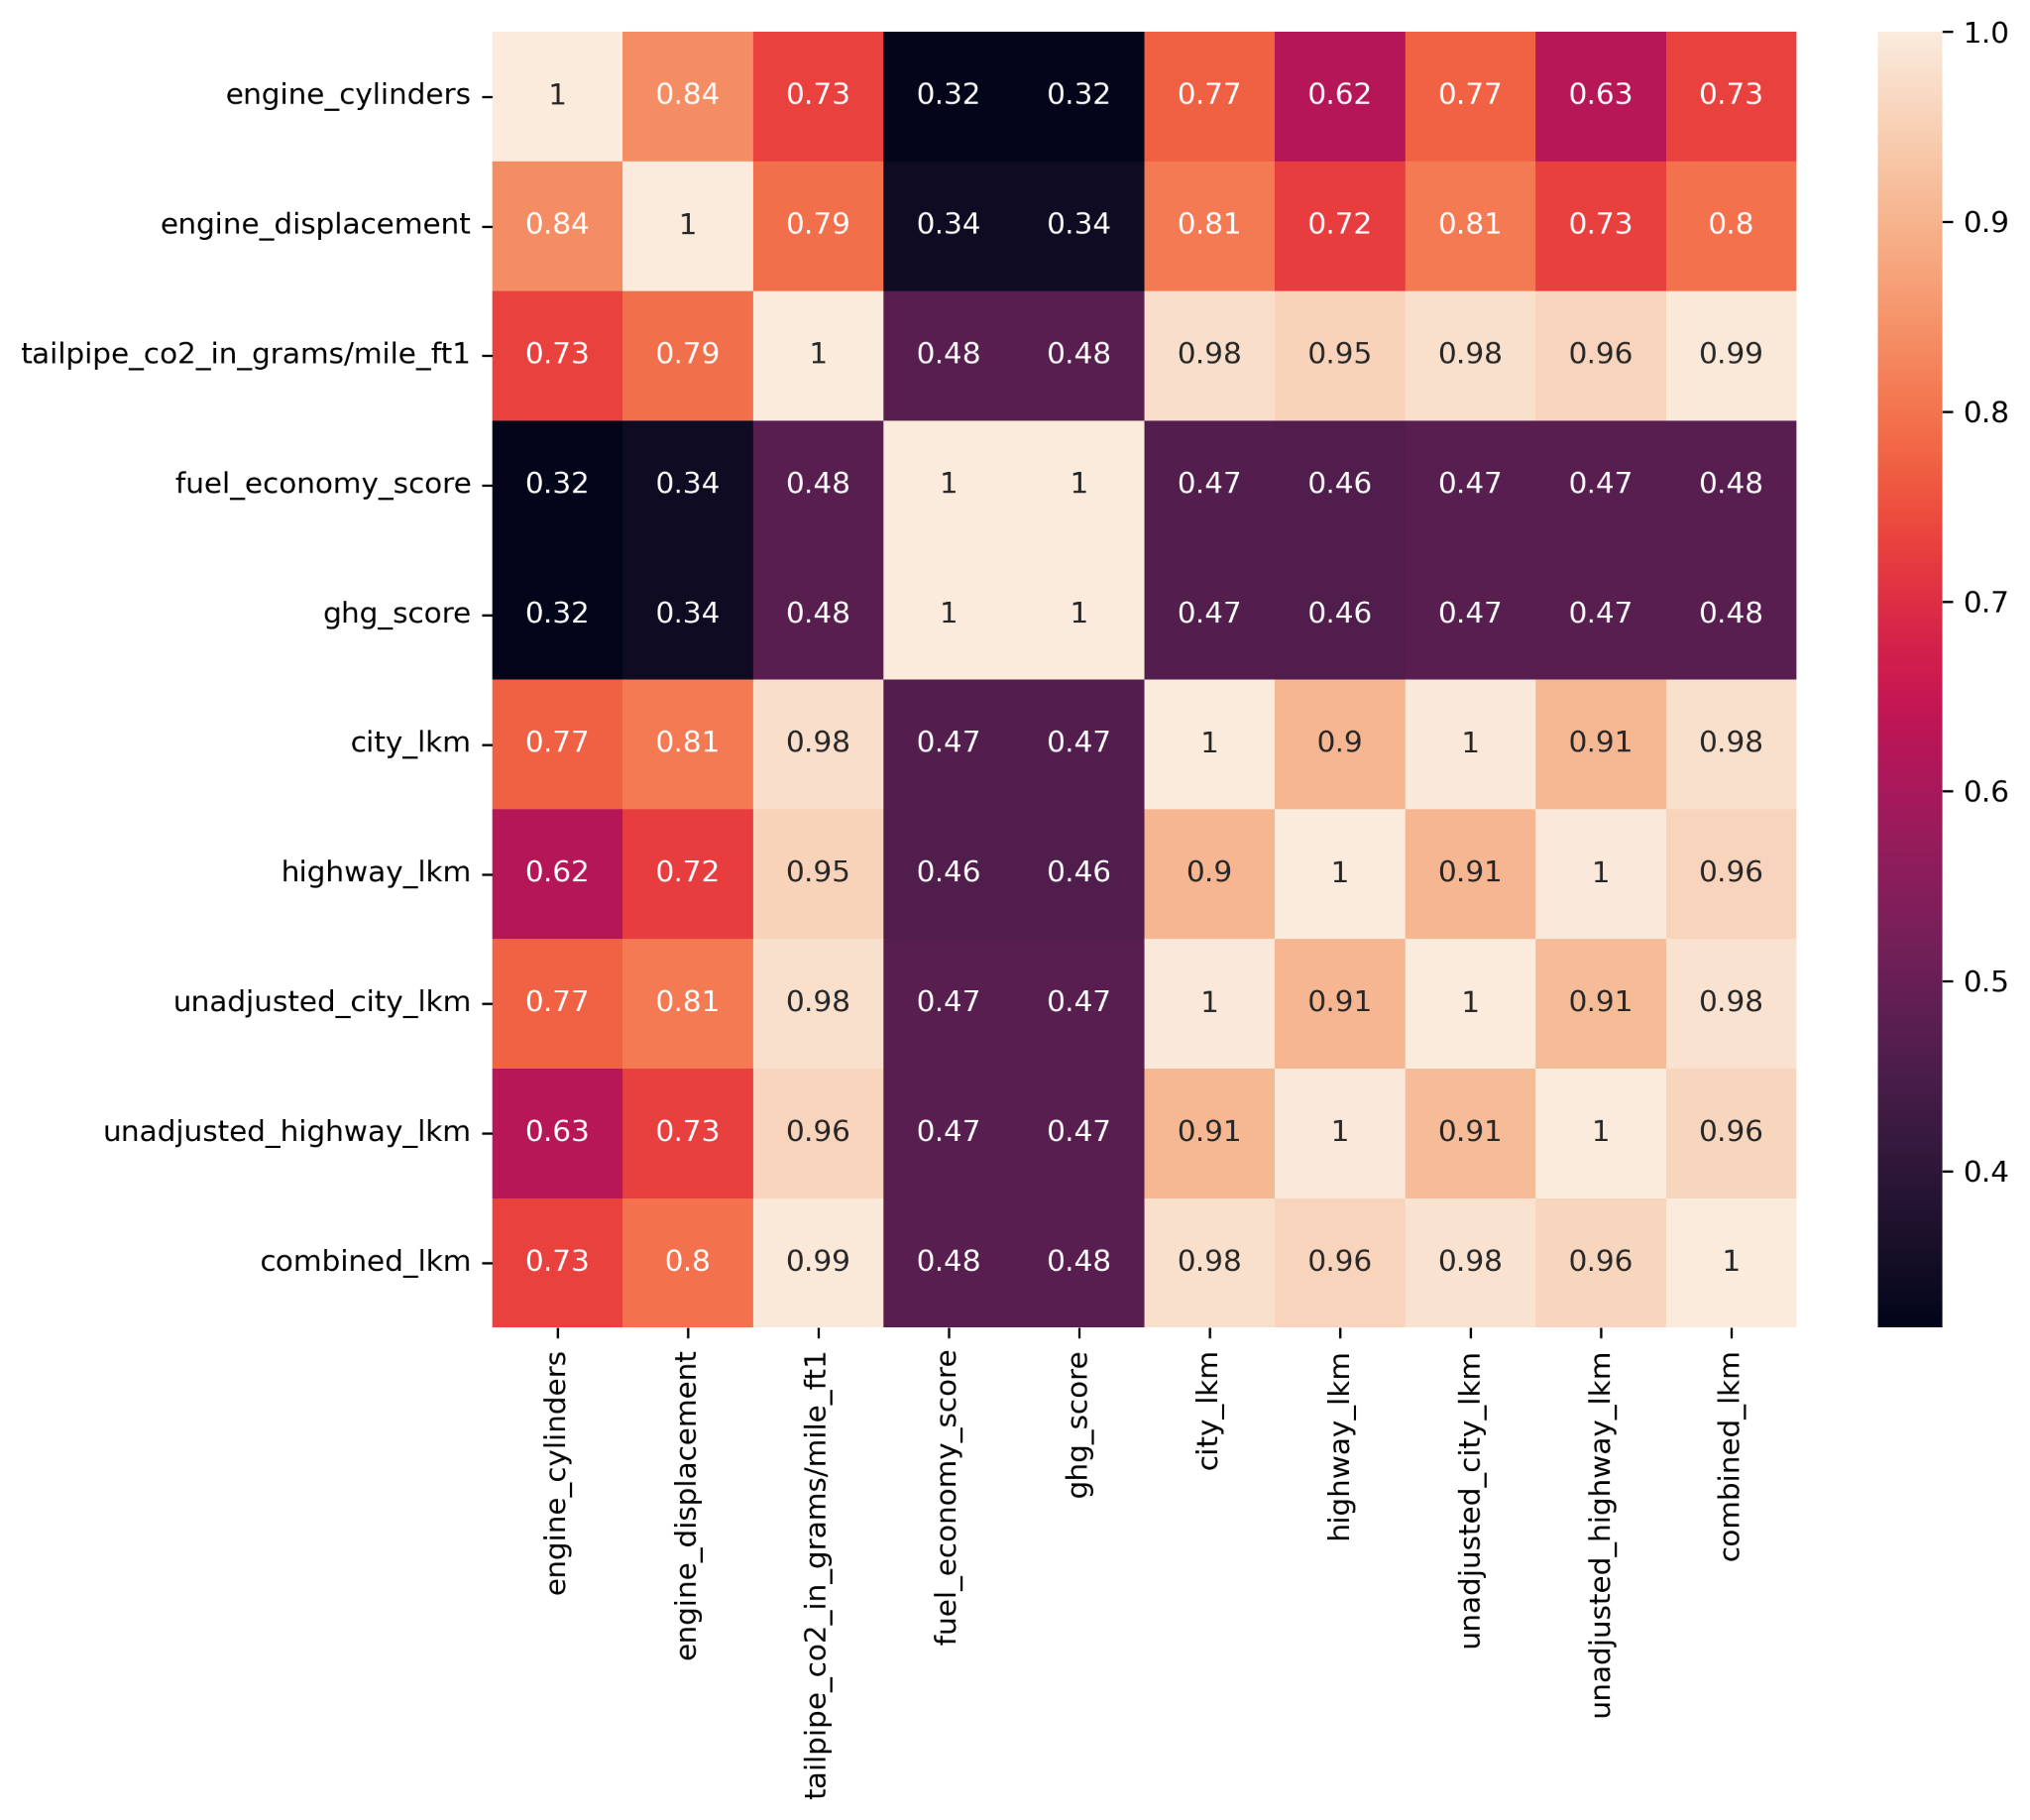 engine_cylinders 1 0.84 0.73 0.32 0.32 0.77 0.62 0.77 0.63 0.73
engine_displacement 0.84 1 0.79 0.34 0.34 0.81 0.72 0.81 0.73 0.8
tailpipe_co2_in_grams/mile_ft1 0.73 0.79 1 0.48 0.48 0.98 0.95 0.98 0.96 0.99
fuel_economy_score 0.32 0.34 0.48 1 1 0.47 0.46 0.47 0.47 0.48
ghg_score 0.32 0.34 0.48 1 1 0.47 0.46 0.47 0.47 0.48
city_lkm 0.77 0.81 0.98 0.47 0.47 1 0.9 1 0.91 0.98
highway_lkm 0.62 0.72 0.95 0.46 0.46 0.9 1 0.91 1 0.96
unadjusted_city_lkm 0.77 0.81 0.98 0.47 0.47 1 0.91 1 0.91 0.98
unadjusted_highway_lkm 0.63 0.73 0.96 0.47 0.47 0.91 1 0.91 1 0.96
combined_lkm 0.73 0.8 0.99 0.48 0.48 0.98 0.96 0.98 0.96 1
engine_cylinders
engine_displacement
tailpipe_co2_in_grams/mile_ft1
fuel_economy_score
ghg_score
city_lkm
highway_lkm
unadjusted_city_lkm
unadjusted_highway_lkm
combined_lkm
1.0
0.9
0.8
0.7
0.6
0.5
0.4